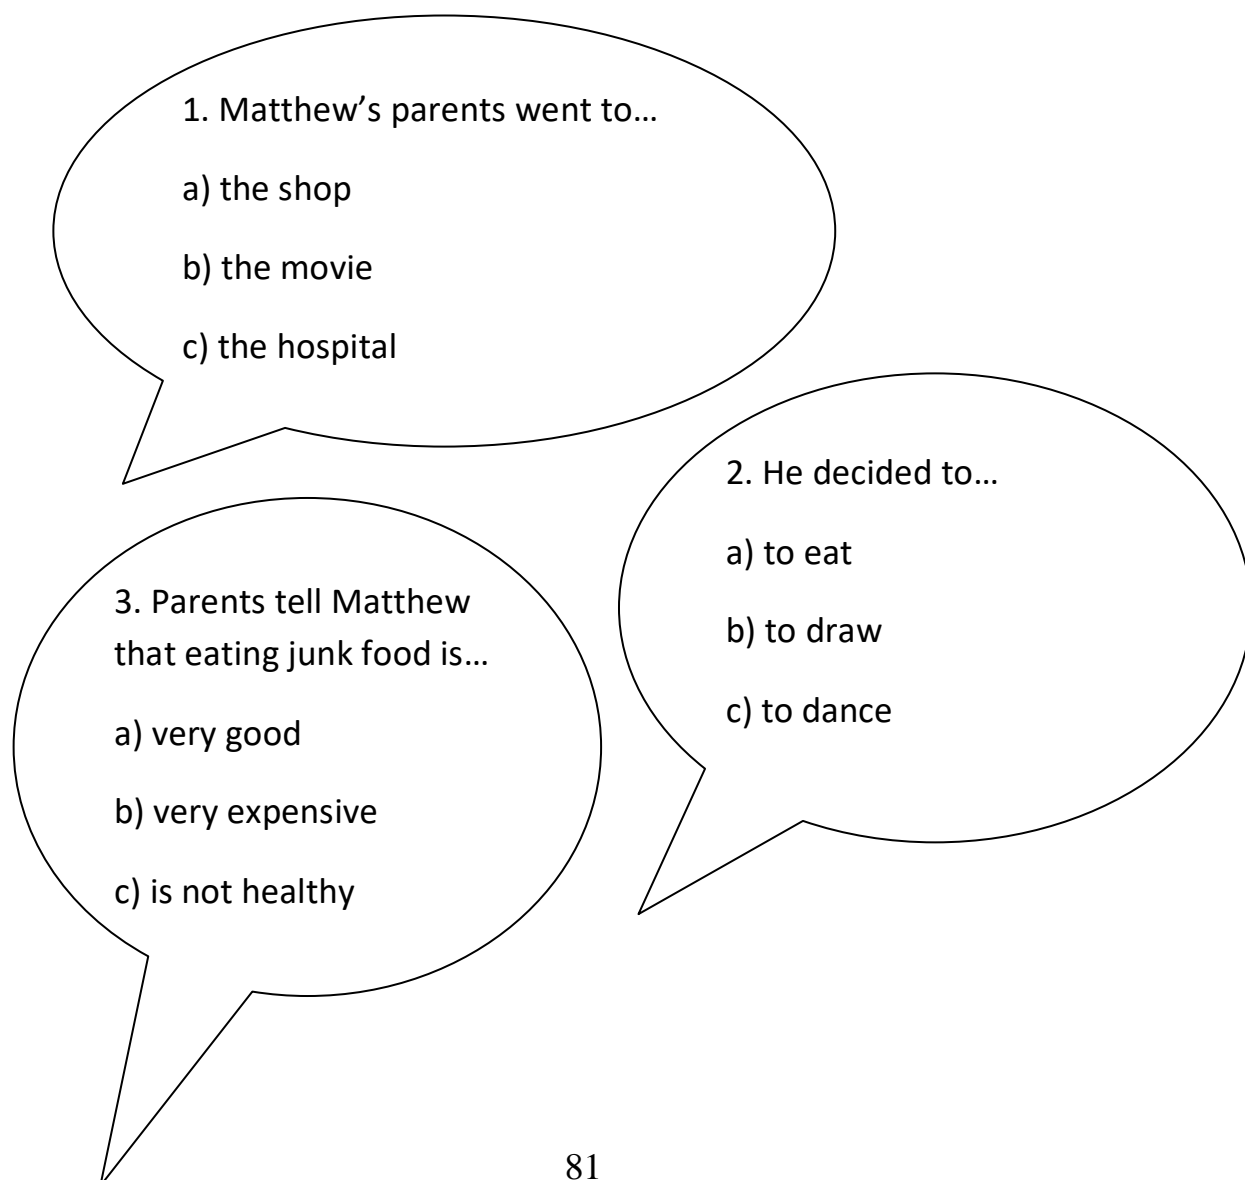 1. Matthew’s parents went to…
a) the shop
b) the movie
c) the hospital
2. He decided to…
a) to eat
b) to draw
c) to dance
3. Parents tell Matthew
that eating junk food is…
a) very good
b) very expensive
c) is not healthy
81